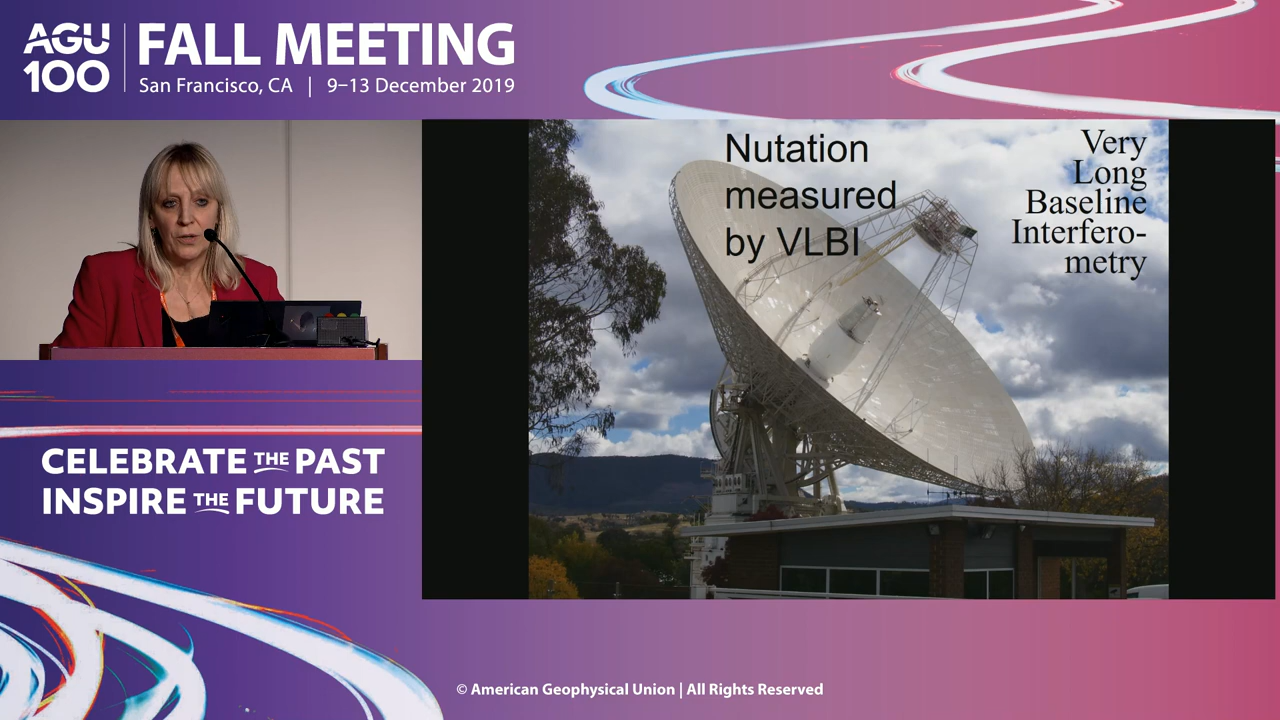 AGU
100
FALL MEETING
San Francisco, CA | 9–13 December 2019
Nutation
measured
by VLBI
Very
Long
Baseline
Interfero-
metry
CELEBRATE THE PAST
INSPIRE THE FUTURE
© American Geophysical Union | All Rights Reserved